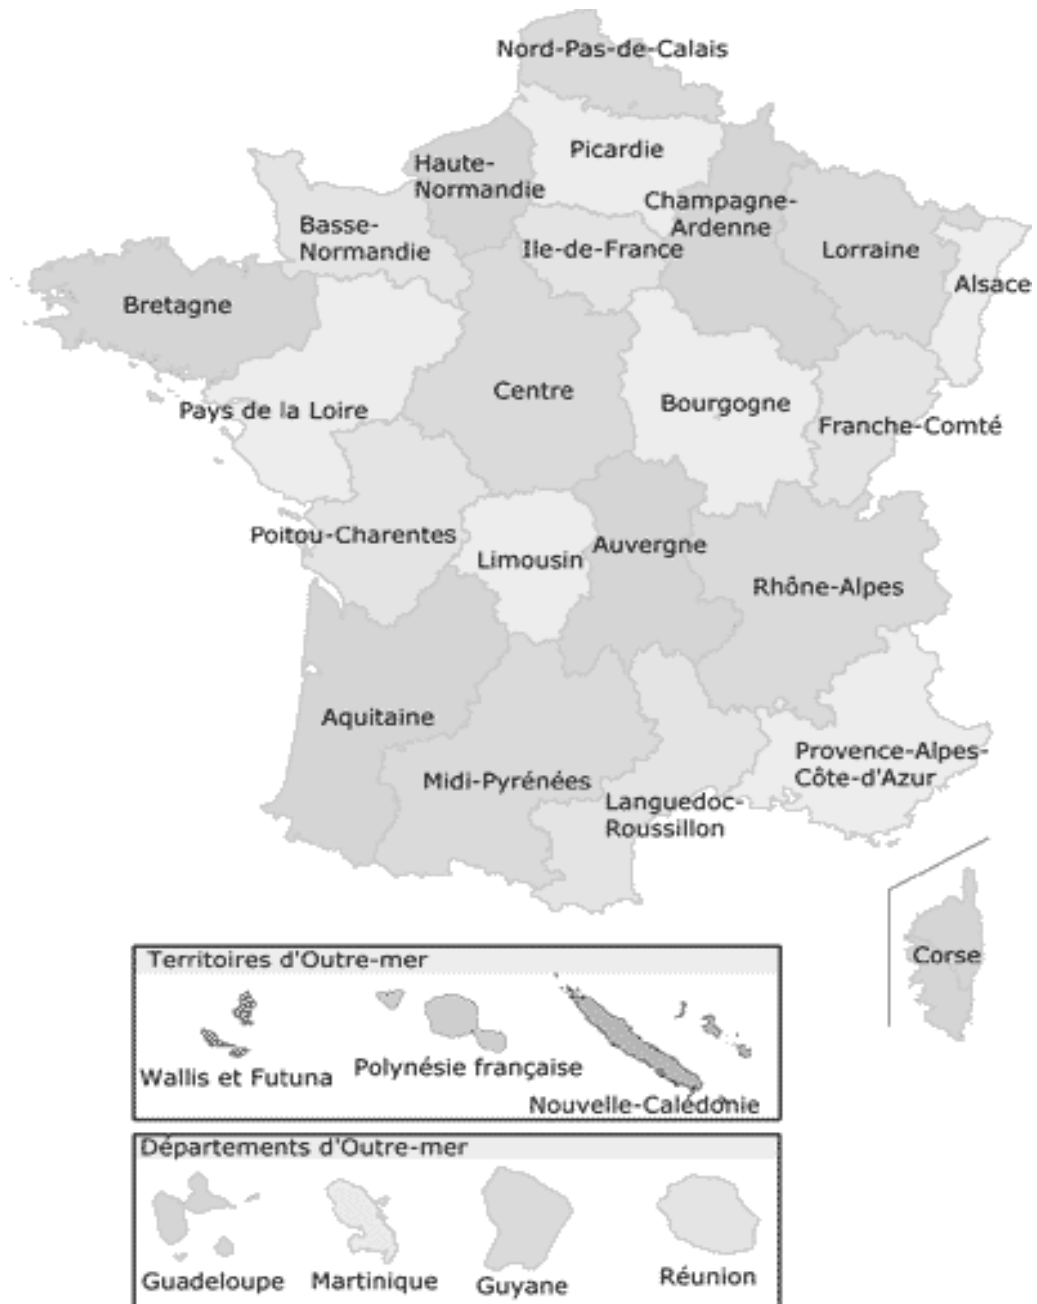 Nord-Pas-de-Calais
Picardie
Haute-
Normandie
Champagne-
Ardenne
Basse-
Normandie
Ile-de-France
Lorraine
Alsace
Bretagne
Centre
Bourgogne
Pays de la Loire
Franche-Comté
Poitou-Charentes
Limousin
Auvergne
Rhône-Alpes
Aquitaine
Provence-Alpes-
Côte-d'Azur
Midi-Pyrénées
Languedoc-
Roussillon
Corse
Territoires d'Outre-mer
Wallis et Futuna
Polynésie française
Nouvelle-Calédonie
Départements d'Outre-mer
Guadeloupe
Martinique
Guyane
Réunion